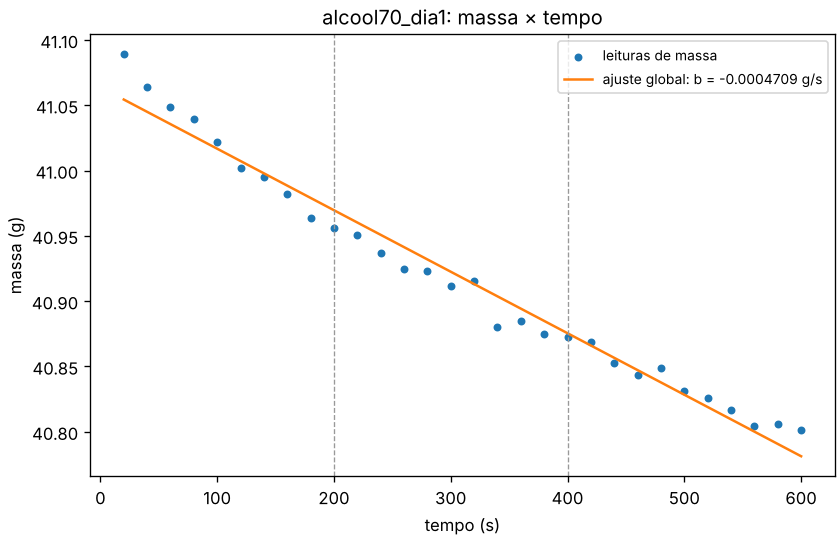 alcool70_dia1: massa × tempo
leituras de massa
ajuste global: b = -0.0004709 g/s
massa (g)
41.10
41.05
41.00
40.95
40.90
40.85
40.80
0 100 200 300 400 500 600
tempo (s)